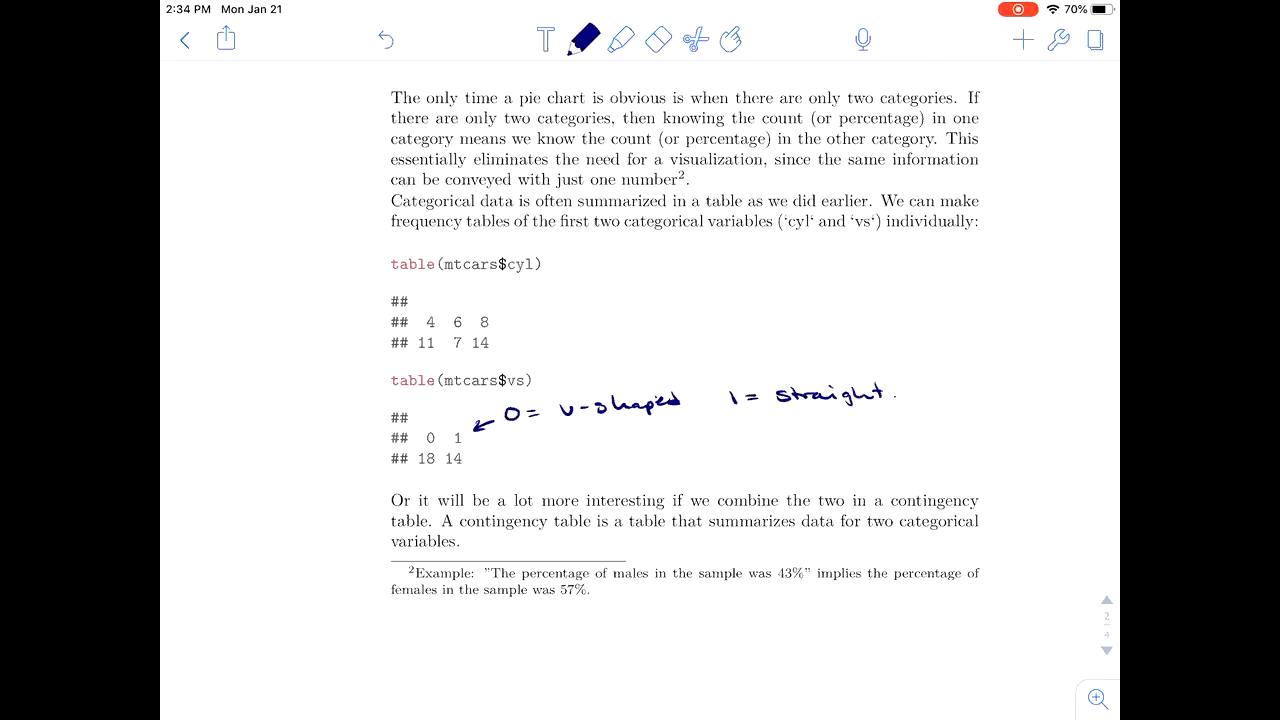 2:34 PM Mon Jan 21
70%
The only time a pie chart is obvious is when there are only two categories. If
there are only two categories, then knowing the count (or percentage) in one
category means we know the count (or percentage) in the other category. This
essentially eliminates the need for a visualization, since the same information
can be conveyed with just one number².
Categorical data is often summarized in a table as we did earlier. We can make
frequency tables of the first two categorical variables (‘cyl‘ and ‘vs‘) individually:
table(mtcars$cyl)
##
## 4 6 8
## 11 7 14
table(mtcars$vs)
0 = v-shaped 1 = straight.
##
## 0 1
## 18 14
Or it will be a lot more interesting if we combine the two in a contingency
table. A contingency table is a table that summarizes data for two categorical
variables.
²Example: ”The percentage of males in the sample was 43%” implies the percentage of
females in the sample was 57%.
2
4